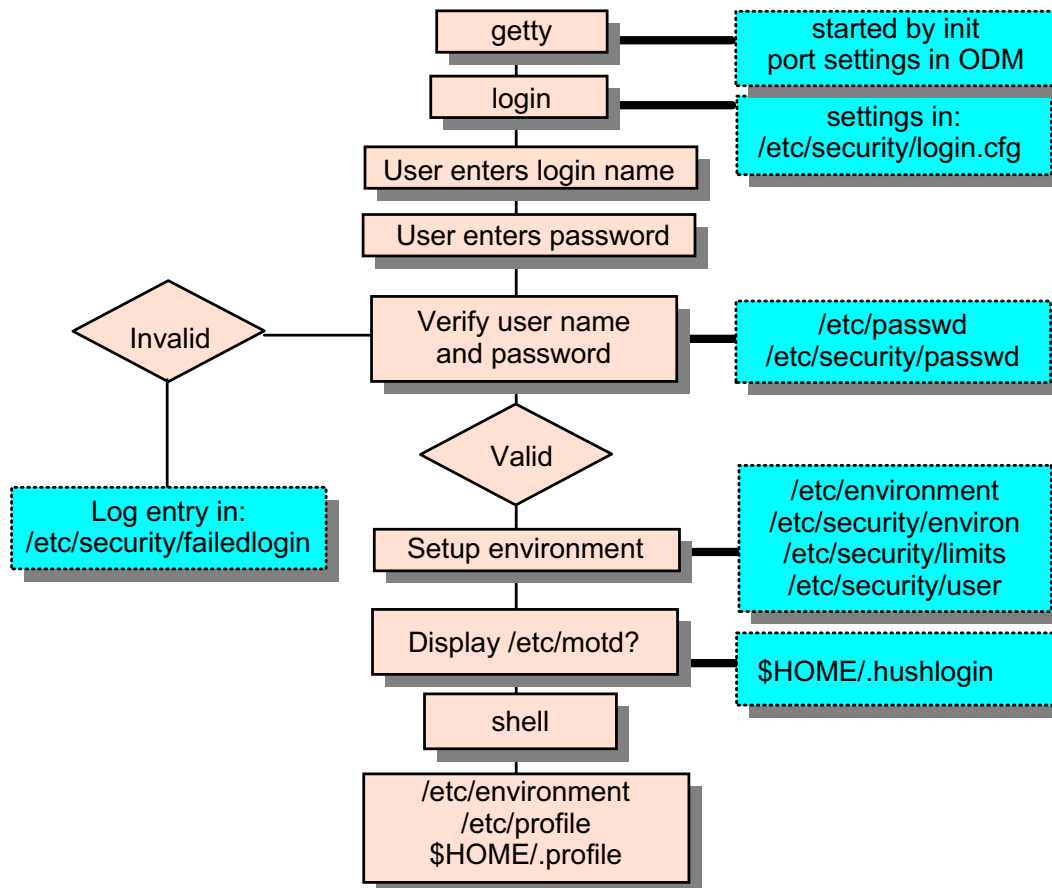 getty
started by init
port settings in ODM
login
settings in:
/etc/security/login.cfg
User enters login name
User enters password
Invalid
Verify user name
and password
/etc/passwd
/etc/security/passwd
Valid
Log entry in:
/etc/security/failedlogin
Setup environment
/etc/environment
/etc/security/environ
/etc/security/limits
/etc/security/user
Display /etc/motd?
$HOME/.hushlogin
shell
/etc/environment
/etc/profile
$HOME/.profile